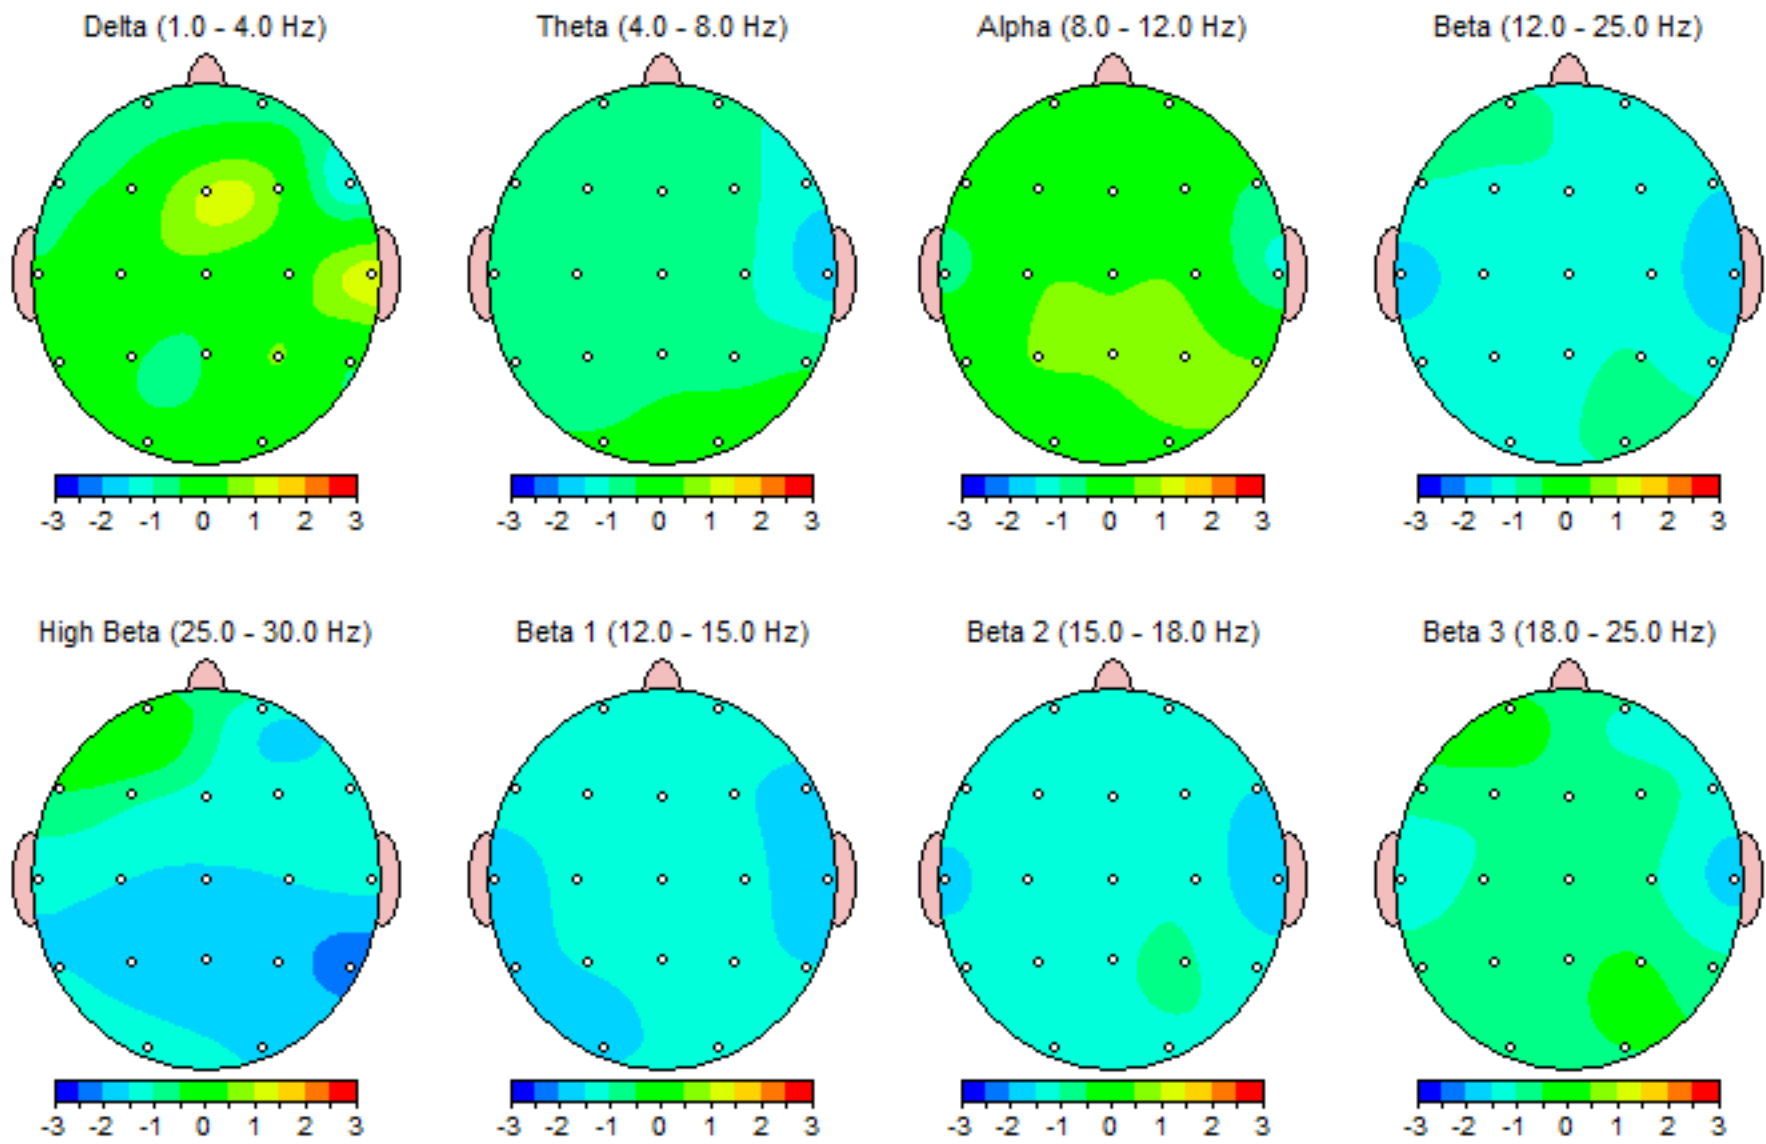 Delta (1.0 - 4.0 Hz) Theta (4.0 - 8.0 Hz) Alpha (8.0 - 12.0 Hz) Beta (12.0 - 25.0 Hz)
-3 -2 -1 0 1 2 3 -3 -2 -1 0 1 2 3 -3 -2 -1 0 1 2 3 -3 -2 -1 0 1 2 3
High Beta (25.0 - 30.0 Hz) Beta 1 (12.0 - 15.0 Hz) Beta 2 (15.0 - 18.0 Hz) Beta 3 (18.0 - 25.0 Hz)
-3 -2 -1 0 1 2 3 -3 -2 -1 0 1 2 3 -3 -2 -1 0 1 2 3 -3 -2 -1 0 1 2 3